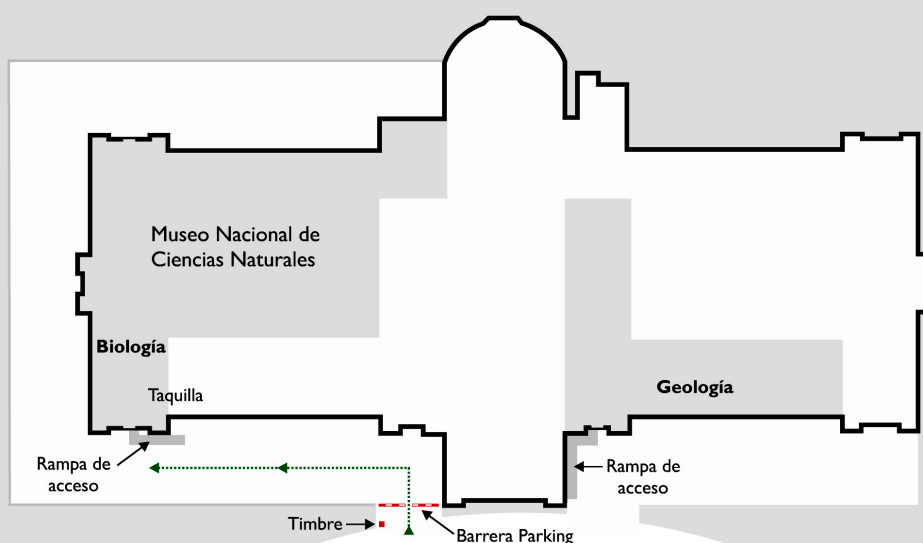 Museo Nacional de
Ciencias Naturales
Biología
Taquilla
Geología
Rampa de
acceso
Rampa de
acceso
Timbre
Barrera Parking